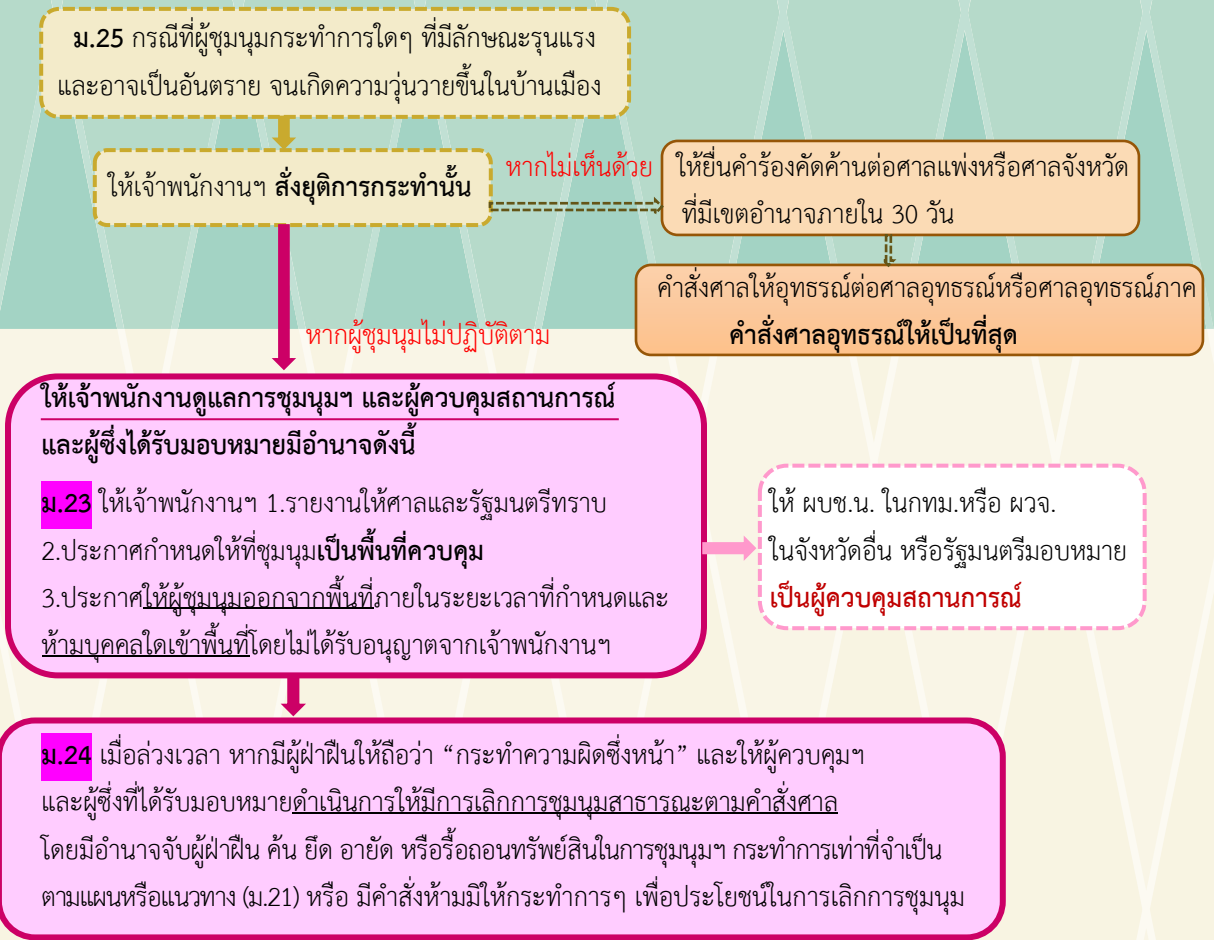 ม.25 กรณีที่ผู้ชุมนุมกระทำการใดๆ ที่มีลักษณะรุนแรง
และอาจเป็นอันตราย จนเกิดความวุ่นวายขึ้นในบ้านเมือง
ให้เจ้าพนักงานฯ สั่งยุติการกระทำนั้น
หากไม่เห็นด้วย
ให้ยื่นคำร้องคัดค้านต่อศาลแพ่งหรือศาลจังหวัด
ที่มีเขตอำนาจภายใน 30 วัน
คำสั่งศาลให้อุทธรณ์ต่อศาลอุทธรณ์หรือศาลอุทธรณ์ภาค
คำสั่งศาลอุทธรณ์ให้เป็นที่สุด
หากผู้ชุมนุมไม่ปฏิบัติตาม
ให้เจ้าพนักงานดูแลการชุมนุมฯ และผู้ควบคุมสถานการณ์
และผู้ซึ่งได้รับมอบหมายมีอำนาจดังนี้
ม.23 ให้เจ้าพนักงานฯ 1.รายงานให้ศาลและรัฐมนตรีทราบ
2.ประกาศกำหนดให้ที่ชุมนุมเป็นพื้นที่ควบคุม
3.ประกาศให้ผู้ชุมนุมออกจากพื้นที่ภายในระยะเวลาที่กำหนดและ
ห้ามบุคคลใดเข้าพื้นที่โดยไม่ได้รับอนุญาตจากเจ้าพนักงานฯ
ให้ ผบช.น. ในกทม.หรือ ผวจ.
ในจังหวัดอื่น หรือรัฐมนตรีมอบหมาย
เป็นผู้ควบคุมสถานการณ์
ม.24 เมื่อล่วงเวลา หากมีผู้ฝ่าฝืนให้ถือว่า “กระทำความผิดซึ่งหน้า” และให้ผู้ควบคุมฯ
และผู้ซึ่งที่ได้รับมอบหมายดำเนินการให้มีการเลิกการชุมนุมสาธารณะตามคำสั่งศาล
โดยมีอำนาจจับผู้ฝ่าฝืน ค้น ยึด อายัด หรือรื้อถอนทรัพย์สินในการชุมนุมฯ กระทำการเท่าที่จำเป็น
ตามแผนหรือแนวทาง (ม.21) หรือ มีคำสั่งห้ามมิให้กระทำการๆ เพื่อประโยชน์ในการเลิกการชุมนุม